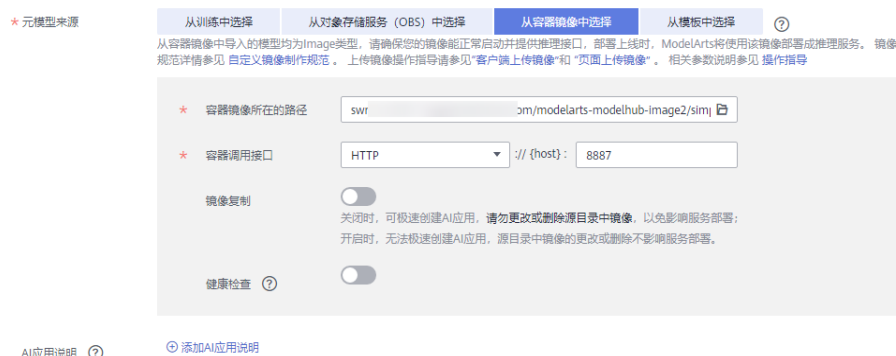 * 元模型来源 从训练中选择 从对象存储服务（OBS）中选择 从容器镜像中选择 从模板中选择 ?
从容器镜像中导入的模型均为Image类型，请确保您的镜像能正常启动并提供推理接口，部署上线时，ModelArts将使用该镜像部署成推理服务。 镜像
规范详情参见 自定义镜像制作规范 。 上传镜像操作指导请参见"客户端上传镜像"和 "页面上传镜像" 。 相关参数说明参见 操作指导
* 容器镜像所在的路径 swr om/modelarts-modelhub-image2/simp
* 容器调用接口 HTTP :// {host} : 8887
镜像复制
关闭时，可极速创建AI应用，请勿更改或删除源目录中镜像，以免影响服务部署；
开启时，无法极速创建AI应用，源目录中镜像的更改或删除不影响服务部署。
健康检查 ?
AI应用说明 ? 添加AI应用说明